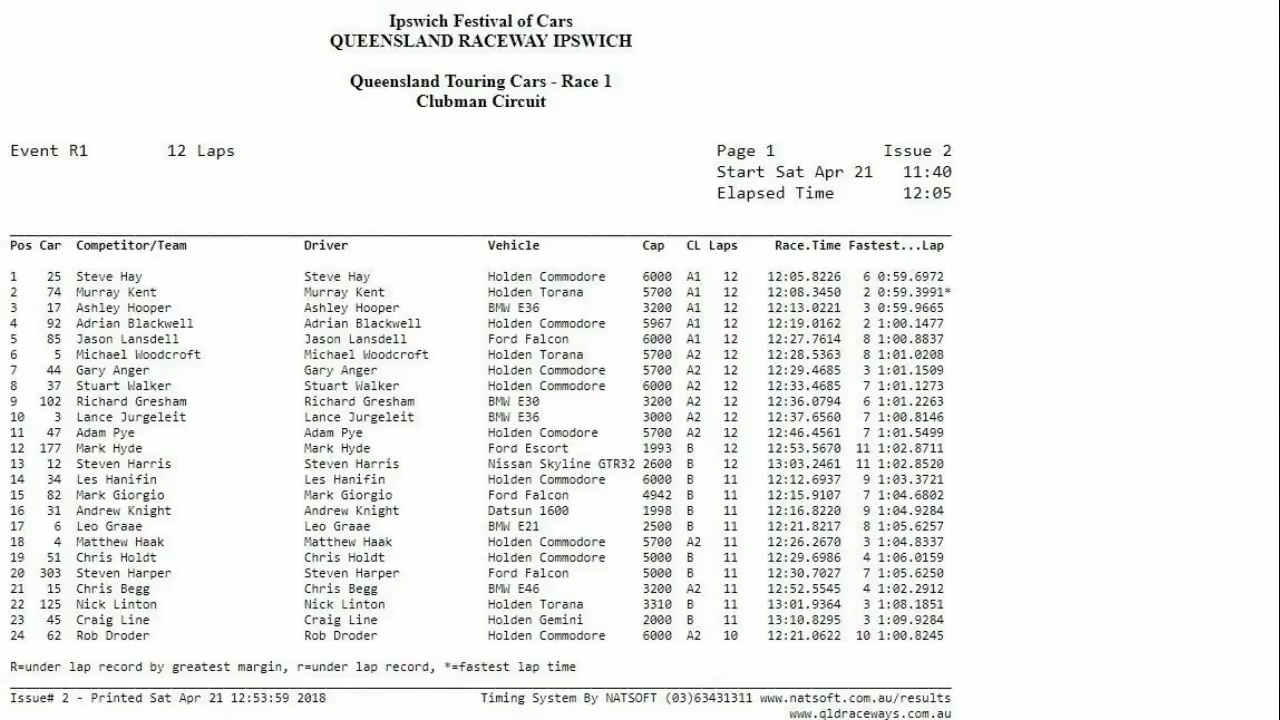 Ipswich Festival of Cars
QUEENSLAND RACEWAY IPSWICH
Queensland Touring Cars - Race 1
Clubman Circuit
Event R1 12 Laps Page 1 Issue 2
Start Sat Apr 21 11:40
Elapsed Time 12:05
Pos Car Competitor/Team Driver Vehicle Cap CL Laps Race.Time Fastest...Lap
1 25 Steve Hay Steve Hay Holden Commodore 6000 A1 12 12:05.8226 6 0:59.6972
2 74 Murray Kent Murray Kent Holden Torana 5700 A1 12 12:08.3450 2 0:59.3991*
3 17 Ashley Hooper Ashley Hooper BMW E36 3200 A1 12 12:13.0221 3 0:59.9665
4 92 Adrian Blackwell Adrian Blackwell Holden Commodore 5967 A1 12 12:19.0162 2 1:00.1477
5 85 Jason Lansdell Jason Lansdell Ford Falcon 6000 A1 12 12:27.7614 8 1:00.8837
6 5 Michael Woodcroft Michael Woodcroft Holden Torana 5700 A2 12 12:28.5363 8 1:01.0208
7 44 Gary Anger Gary Anger Holden Commodore 5700 A2 12 12:29.4685 3 1:01.1509
8 37 Stuart Walker Stuart Walker Holden Commodore 6000 A2 12 12:33.4685 7 1:01.1273
9 102 Richard Gresham Richard Gresham BMW E30 3200 A2 12 12:36.0794 6 1:01.2263
10 3 Lance Jurgeleit Lance Jurgeleit BMW E36 3000 A2 12 12:37.6560 7 1:00.8146
11 47 Adam Pye Adam Pye Holden Comodore 5700 A2 12 12:46.4561 7 1:01.5499
12 177 Mark Hyde Mark Hyde Ford Escort 1993 B 12 12:53.5670 11 1:02.8711
13 12 Steven Harris Steven Harris Nissan Skyline GTR32 2600 B 12 13:03.2461 11 1:02.8520
14 34 Les Hanifin Les Hanifin Holden Commodore 6000 B 11 12:12.6937 9 1:03.3721
15 82 Mark Giorgio Mark Giorgio Ford Falcon 4942 B 11 12:15.9107 7 1:04.6802
16 31 Andrew Knight Andrew Knight Datsun 1600 1998 B 11 12:16.8220 9 1:04.9284
17 6 Leo Graae Leo Graae BMW E21 2500 B 11 12:21.8217 8 1:05.6257
18 4 Matthew Haak Matthew Haak Holden Commodore 5700 A2 11 12:26.2670 3 1:04.8337
19 51 Chris Holdt Chris Holdt Holden Commodore 5000 B 11 12:29.6986 4 1:06.0159
20 303 Steven Harper Steven Harper Ford Falcon 5000 B 11 12:30.7027 7 1:05.6250
21 15 Chris Begg Chris Begg BMW E46 3200 A2 11 12:52.5545 4 1:02.2912
22 125 Nick Linton Nick Linton Holden Torana 3310 B 11 13:01.9364 3 1:08.1851
23 45 Craig Line Craig Line Holden Gemini 2000 B 11 13:10.8295 3 1:09.9284
24 62 Rob Droder Rob Droder Holden Commodore 6000 A2 10 12:21.0622 10 1:00.8245
R=under lap record by greatest margin, r=under lap record, *=fastest lap time
Issue# 2 - Printed Sat Apr 21 12:53:59 2018 Timing System By NATSOFT (03)63431311 www.natsoft.com.au/results
www.qldraceways.com.au